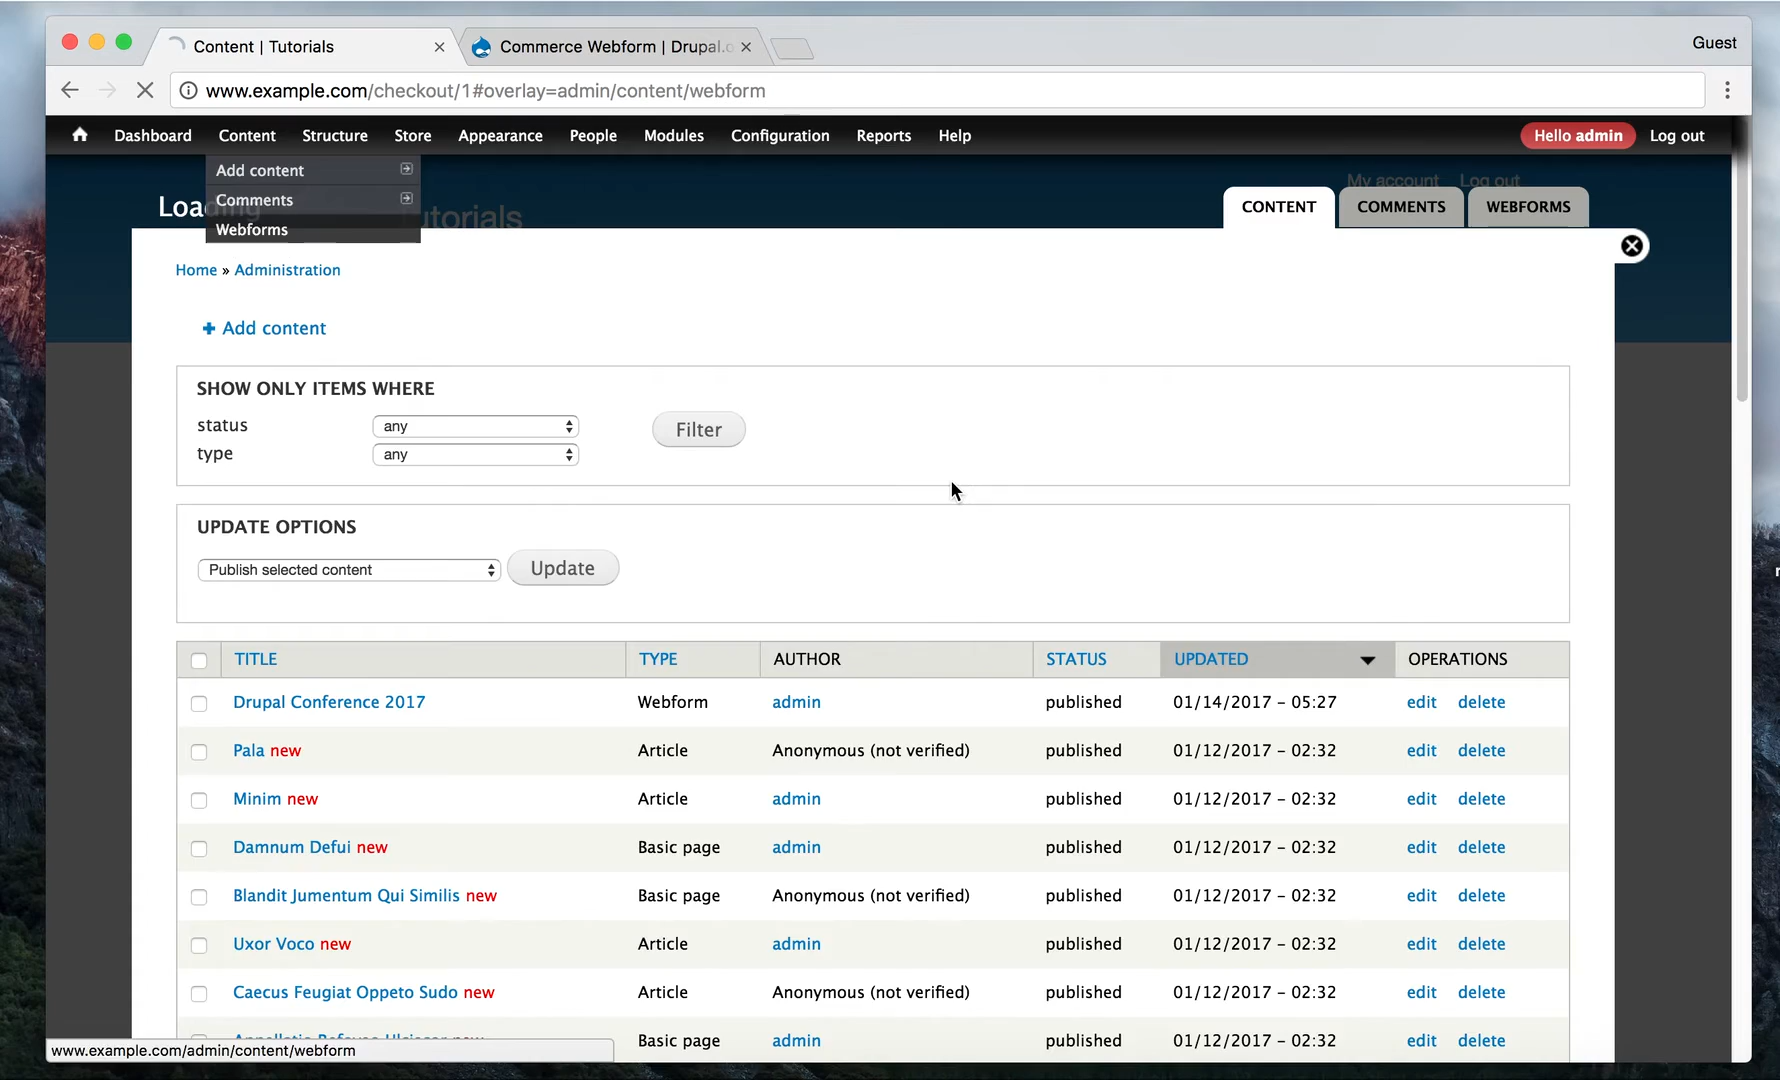 Content | Tutorials
Commerce Webform | Drupal.o
Guest
www.example.com/checkout/1#overlay=admin/content/webform
Dashboard Content Structure Store Appearance People Modules Configuration Reports Help
Hello admin Log out
Add content
Comments
Webforms
My account Log out
Loading
utorials
CONTENT COMMENTS WEBFORMS
Home » Administration
+ Add content
SHOW ONLY ITEMS WHERE
status any
type any
Filter
UPDATE OPTIONS
Publish selected content Update
TITLE TYPE AUTHOR STATUS UPDATED OPERATIONS
Drupal Conference 2017 Webform admin published 01/14/2017 - 05:27 edit delete
Pala new Article Anonymous (not verified) published 01/12/2017 - 02:32 edit delete
Minim new Article admin published 01/12/2017 - 02:32 edit delete
Damnum Defui new Basic page admin published 01/12/2017 - 02:32 edit delete
Blandit Jumentum Qui Similis new Basic page Anonymous (not verified) published 01/12/2017 - 02:32 edit delete
Uxor Voco new Article admin published 01/12/2017 - 02:32 edit delete
Caecus Feugiat Oppeto Sudo new Article Anonymous (not verified) published 01/12/2017 - 02:32 edit delete
Basic page admin published 01/12/2017 - 02:32 edit delete
www.example.com/admin/content/webform